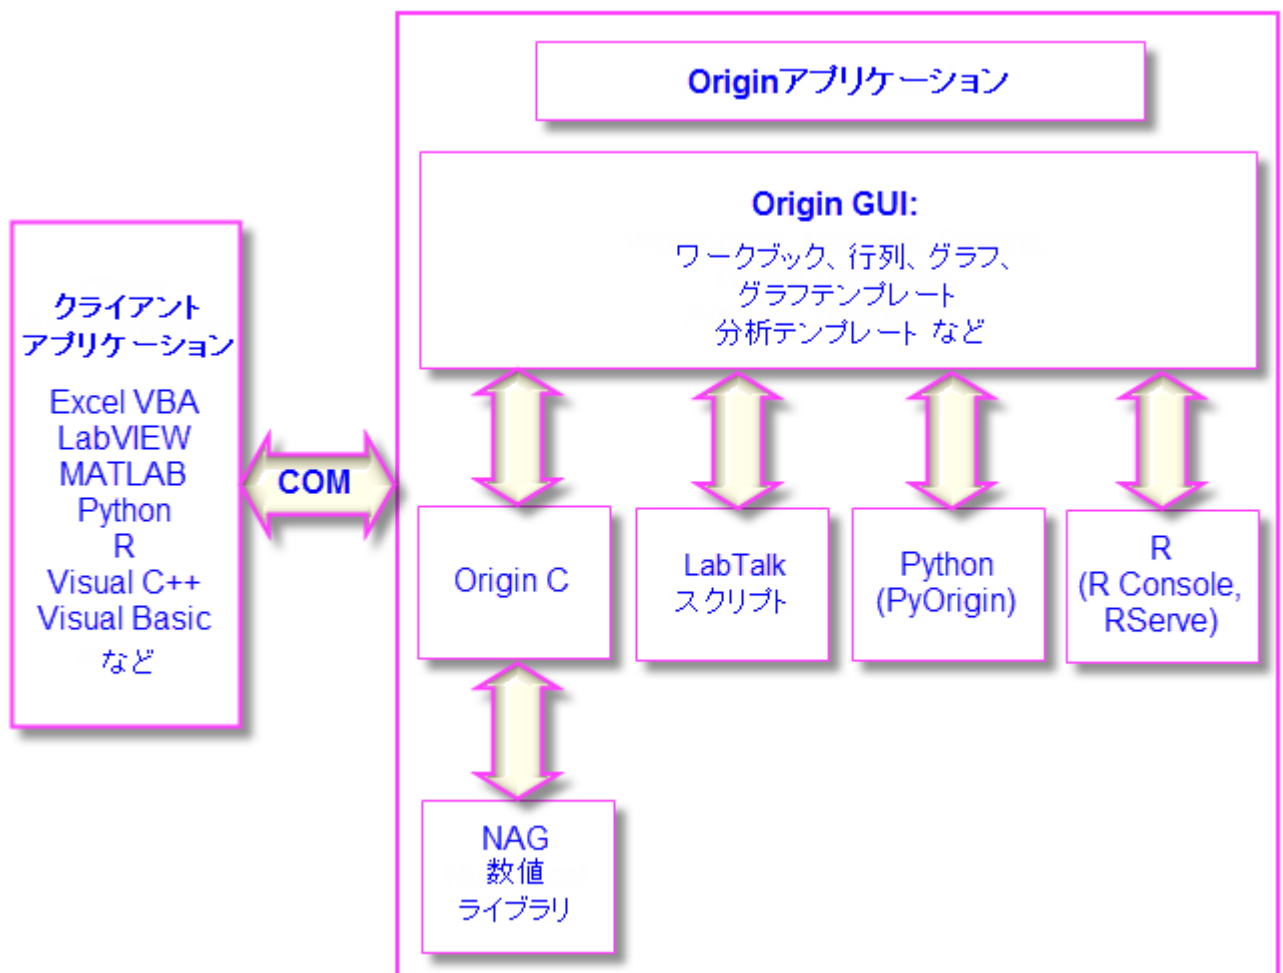 Originアプリケーション
Origin GUI:
ワークブック、行列、グラフ、
グラフテンプレート
分析テンプレート など
クライアント
アプリケーション
Excel VBA
LabVIEW
MATLAB
Python
R
Visual C++
Visual Basic
など
COM
Origin C
LabTalk
スクリプト
Python
(PyOrigin)
R
(R Console,
RServe)
NAG
数値
ライブラリ